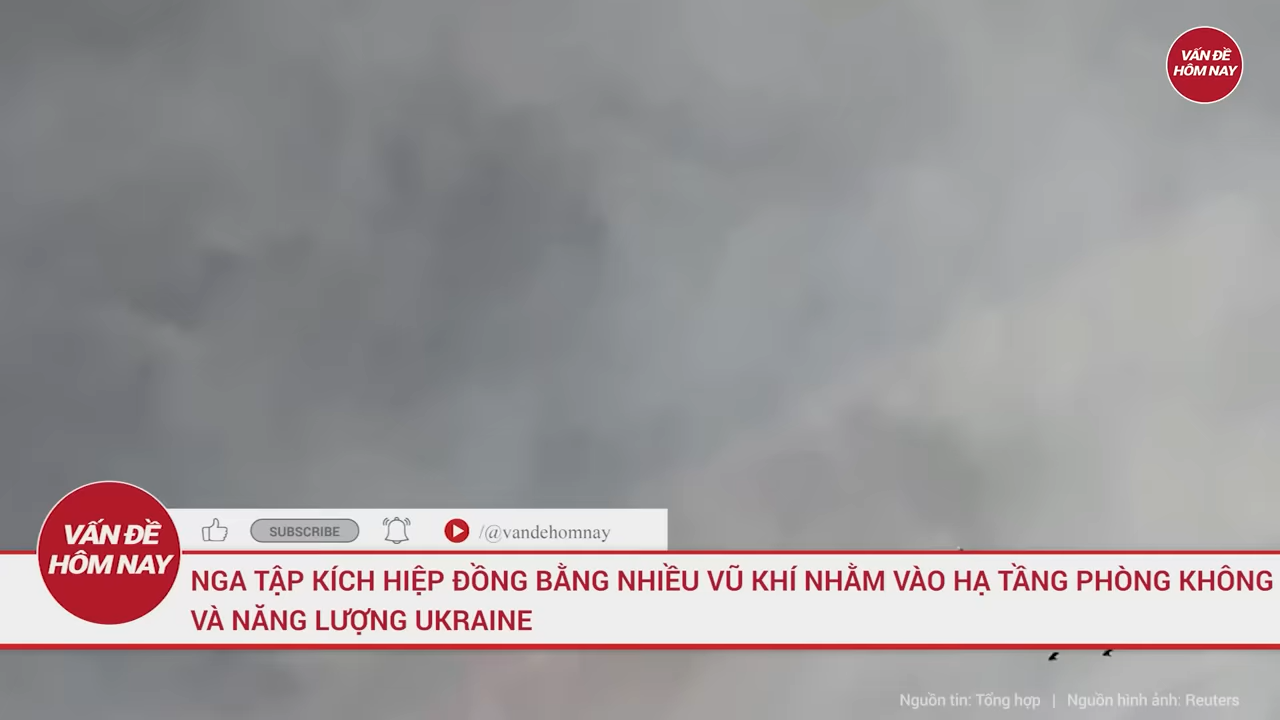 VẤN ĐỀ
HÔM NAY
VẤN ĐỀ
HÔM NAY
SUBSCRIBE
/@vandehomnay
NGA TẬP KÍCH HIỆP ĐỒNG BẰNG NHIỀU VŨ KHÍ NHẰM VÀO HẠ TẦNG PHÒNG KHÔNG
VÀ NĂNG LƯỢNG UKRAINE
Nguồn tin: Tổng hợp | Nguồn hình ảnh: Reuters